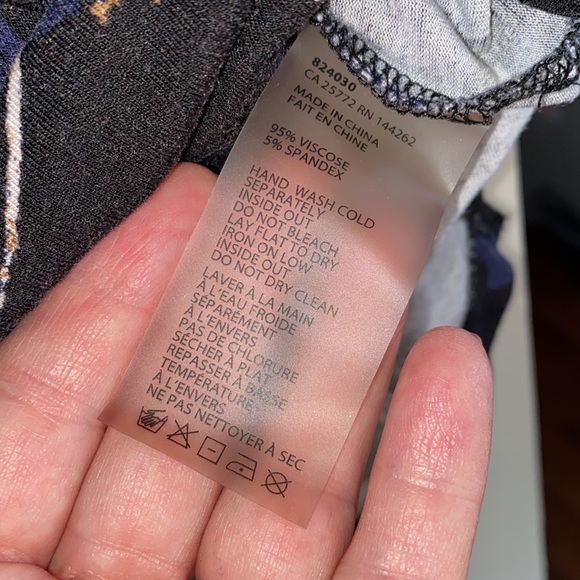 824030
CA 25772 RN 144262
MADE IN CHINA
FAIT EN CHINE
95% VISCOSE
5% SPANDEX
HAND WASH COLD
SEPARATELY
INSIDE OUT
DO NOT BLEACH
LAY FLAT TO DRY
IRON ON LOW
INSIDE OUT
DO NOT DRY CLEAN
LAVER À LA MAIN
À L'EAU FROIDE
SÉPARÉMENT
À L'ENVERS
PAS DE CHLORURE
SÉCHER À PLAT
REPASSER À BASSE
TEMPÉRATURE
À L'ENVERS
NE PAS NETTOYER À SEC